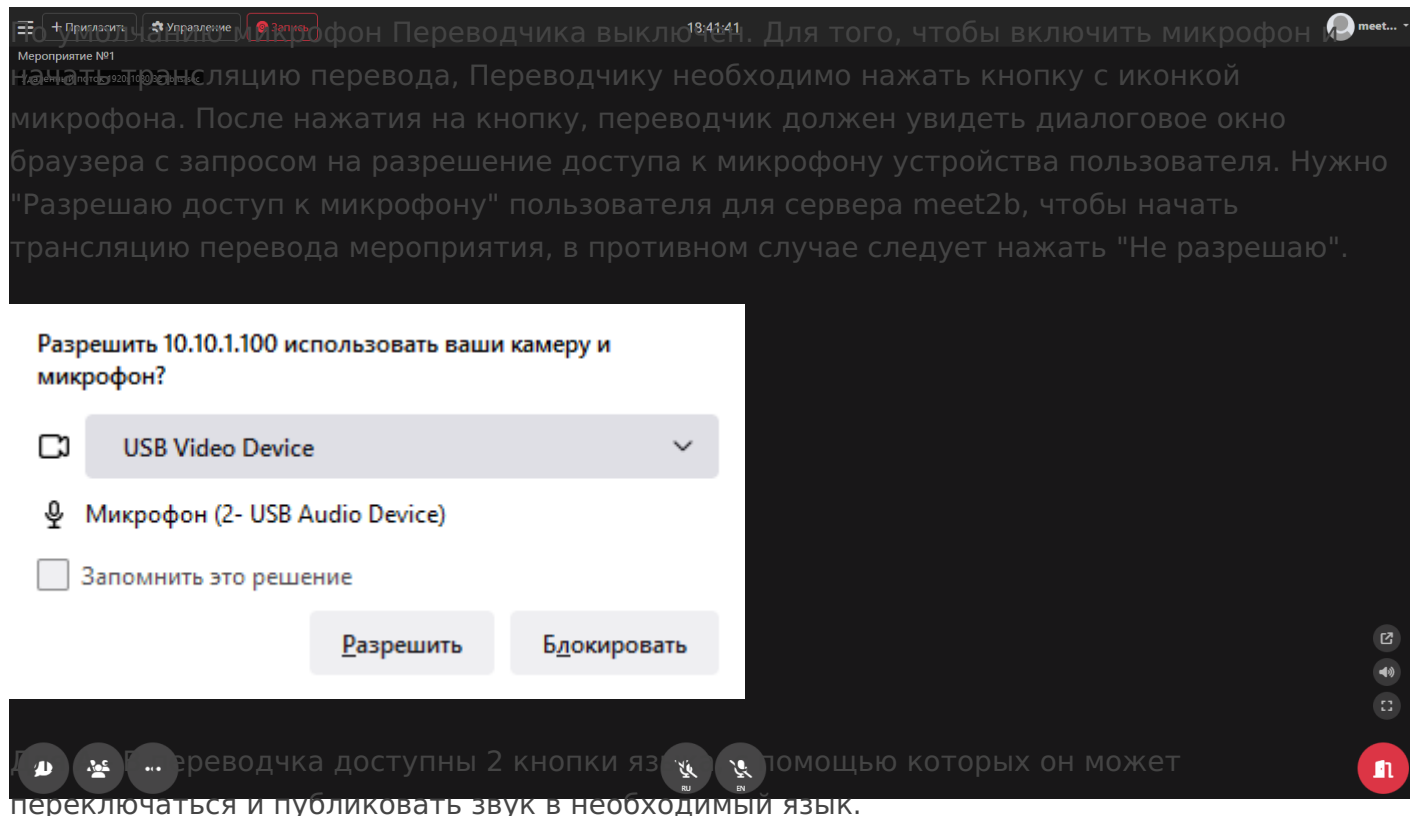 + Пригласить Управление Запись 18:41:41 meet...
По умолчанию микрофон Переводчика выключен. Для того, чтобы включить микрофон и
Мероприятие №1
начать трансляцию перевода, Переводчику необходимо нажать кнопку с иконкой
микрофона. После нажатия на кнопку, переводчик должен увидеть диалоговое окно
браузера с запросом на разрешение доступа к микрофону устройства пользователя. Нужно
"Разрешаю доступ к микрофону" пользователя для сервера meet2b, чтобы начать
трансляцию перевода мероприятия, в противном случае следует нажать "Не разрешаю".
Разрешить 10.10.1.100 использовать ваши камеру и
микрофон?
USB Video Device
Микрофон (2- USB Audio Device)
Запомнить это решение
Разрешить Блокировать
доступны 2 кнопки помощью которых он может
RU EN
переключаться и публиковать звук в необходимый язык.